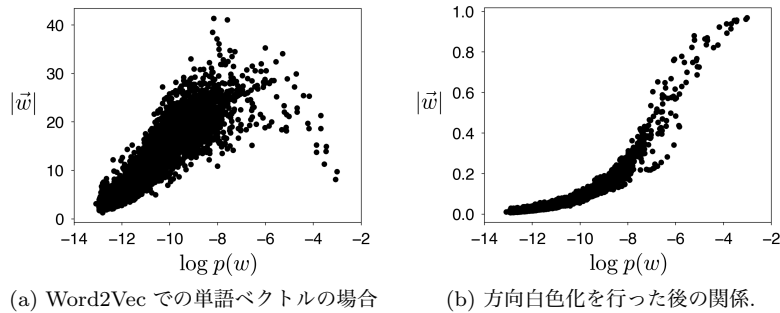 40
30
20
10
0
|w⃗|
−14 −12 −10 −8 −6 −4 −2
log p(w)
(a) Word2Vec での単語ベクトルの場合
1.0
0.8
0.6
0.4
0.2
0.0
|w⃗|
−14 −12 −10 −8 −6 −4 −2
log p(w)
(b) 方向白色化を行った後の関係.